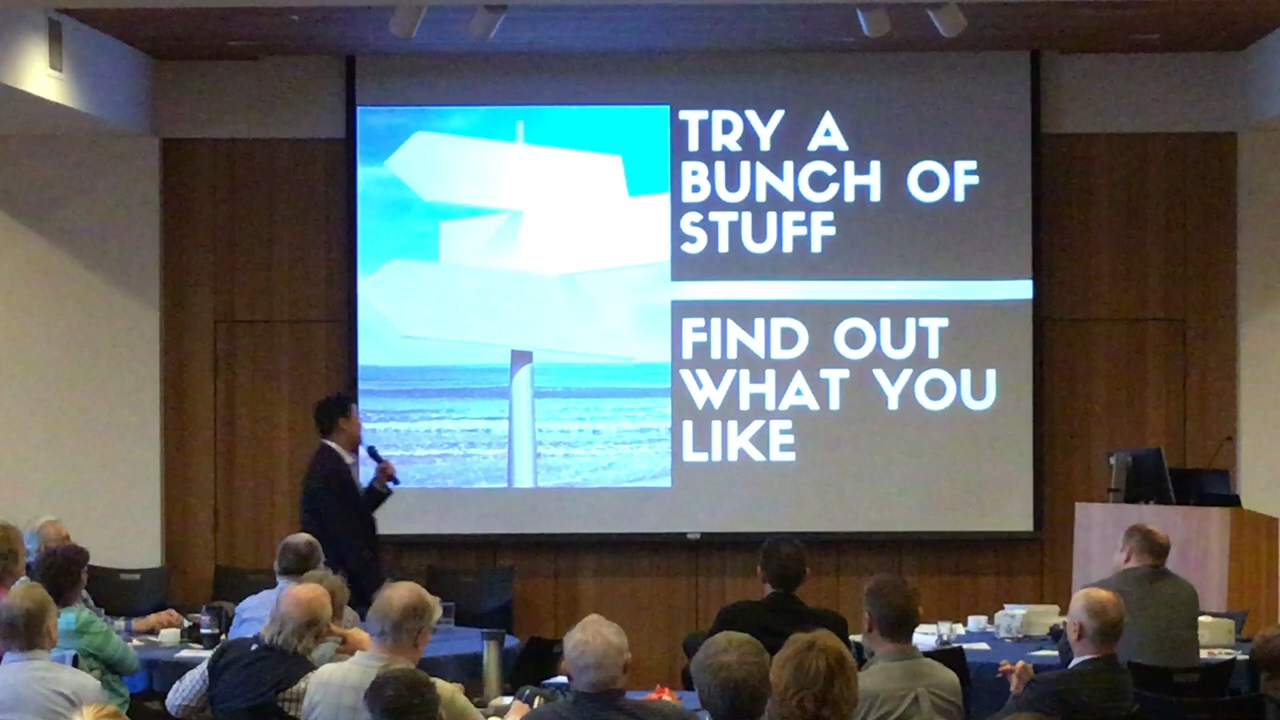 TRY A
BUNCH OF
STUFF
FIND OUT
WHAT YOU
LIKE